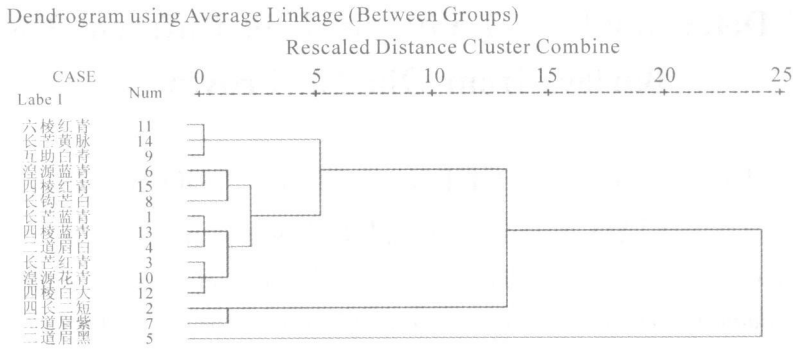 Dendrogram using Average Linkage (Between Groups)
Rescaled Distance Cluster Combine
CASE 0 5 10 15 20 25
Labe l Num
六棱红青 11
长芒黄脉 14
互助白青 9
湟源蓝青 6
四棱红青 15
长钩芒白 8
长芒蓝青 1
四棱蓝青 13
二道眉白 4
长芒红青 3
湟源花青 10
四棱白大 12
四长二短 2
二道眉紫 7
二道眉黑 5